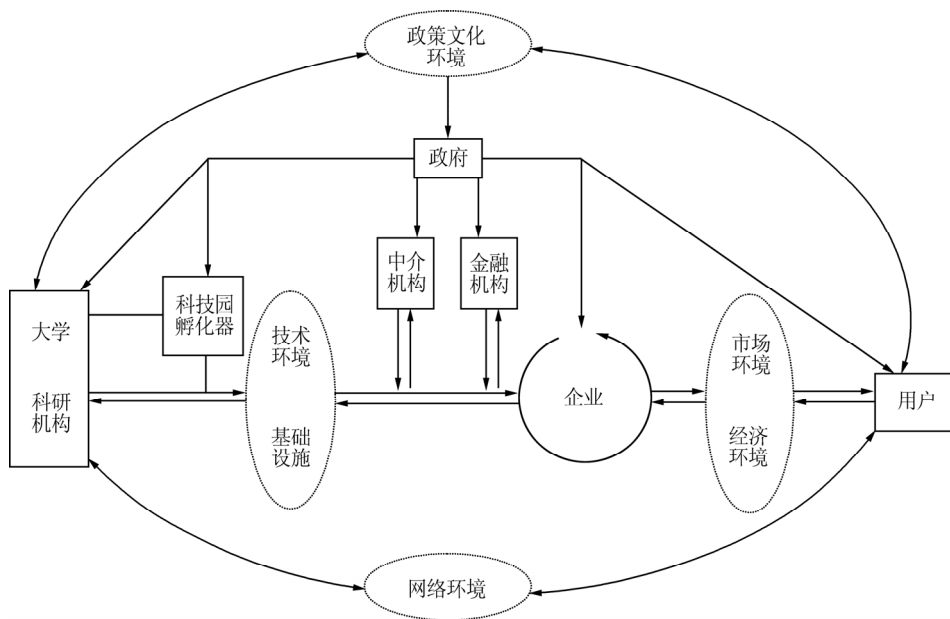 政策文化
环境
政府
中介
机构
金融
机构
科技园
孵化器
大学
科研
机构
技术
环境
基础
设施
企业
市场
环境
经济
环境
用户
网络环境